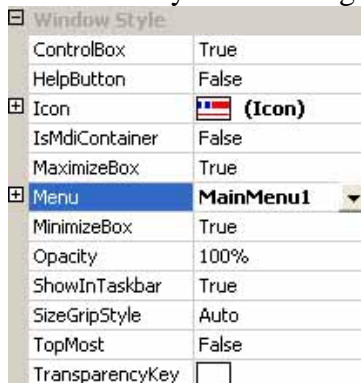 Window Style
ControlBox True
HelpButton False
Icon (Icon)
IsMdiContainer False
MaximizeBox True
Menu MainMenu1
MinimizeBox True
Opacity 100%
ShowInTaskbar True
SizeGripStyle Auto
TopMost False
TransparencyKey